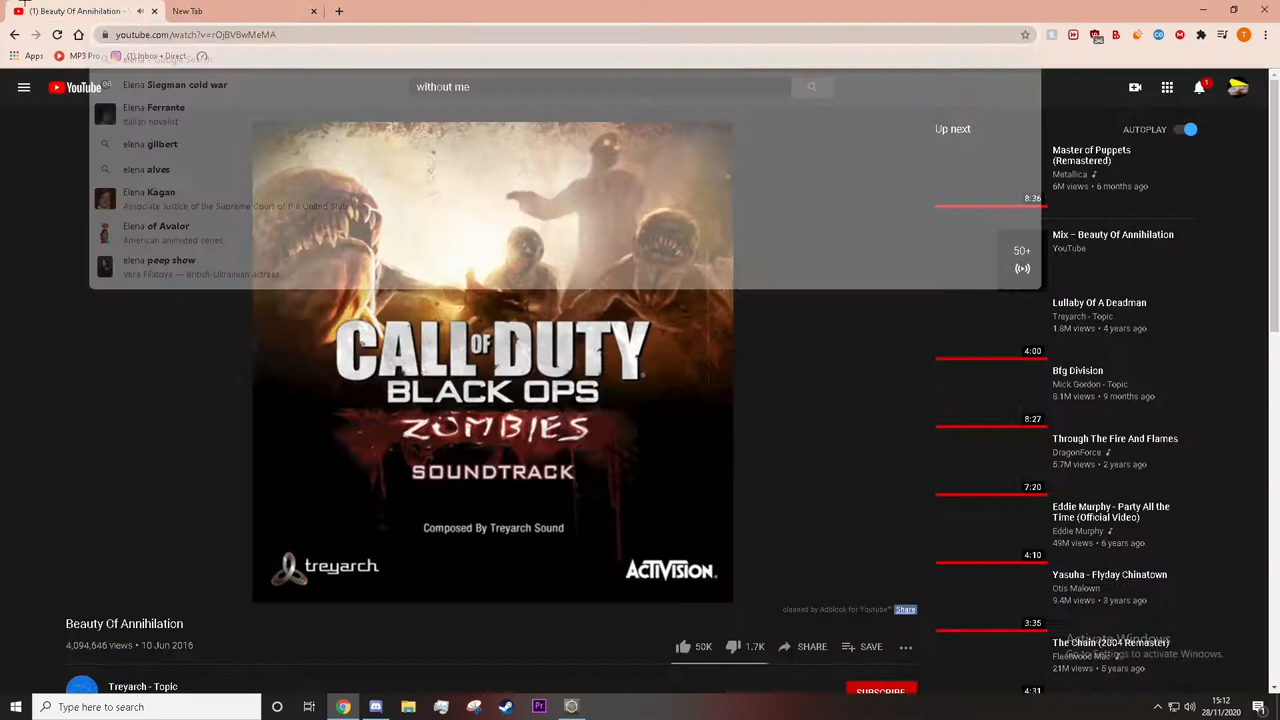 (1) Beauty Of Annihilation -
New Tab
youtube.com/watch?v=rOjBVBwMeMA
Apps
MP3 Pro
(1) Inbox • Direct
Elena Siegman cold war
Elena Ferrante
Italian novelist
elena gilbert
elena alves
Elena Kagan
Associate Justice of the Supreme Court of the United States
Elena of Avalor
American animated series
elena peep show
Vera Filatova — British-Ukrainian actress
YouTube
without me
1
CALL OF DUTY
BLACK OPS
ZOMBIES
SOUNDTRACK
Composed By Treyarch Sound
treyarch
ACTIVISION.
cleaned by Adblock for Youtube™ Share
Beauty Of Annihilation
4,094,646 views • 10 Jun 2016
50K
1.7K
SHARE
SAVE
Treyarch - Topic
SUBSCRIBE
Up next
AUTOPLAY
Master of Puppets
(Remastered)
Metallica
6M views • 6 months ago
8:36
Mix – Beauty Of Annihilation
YouTube
50+
Lullaby Of A Deadman
Treyarch - Topic
1.8M views • 4 years ago
4:00
Bfg Division
Mick Gordon - Topic
8.1M views • 9 months ago
8:27
Through The Fire And Flames
DragonForce
5.7M views • 2 years ago
7:20
Eddie Murphy - Party All the
Time (Official Video)
Eddie Murphy
49M views • 6 years ago
4:10
Yasuha - Flyday Chinatown
Otis Malown
9.4M views • 3 years ago
3:35
The Chain (2004 Remaster)
Fleetwood Mac
21M views • 5 years ago
4:31
Activate Windows
Go to Settings to activate Windows.
Type here to search
15:12
28/11/2020